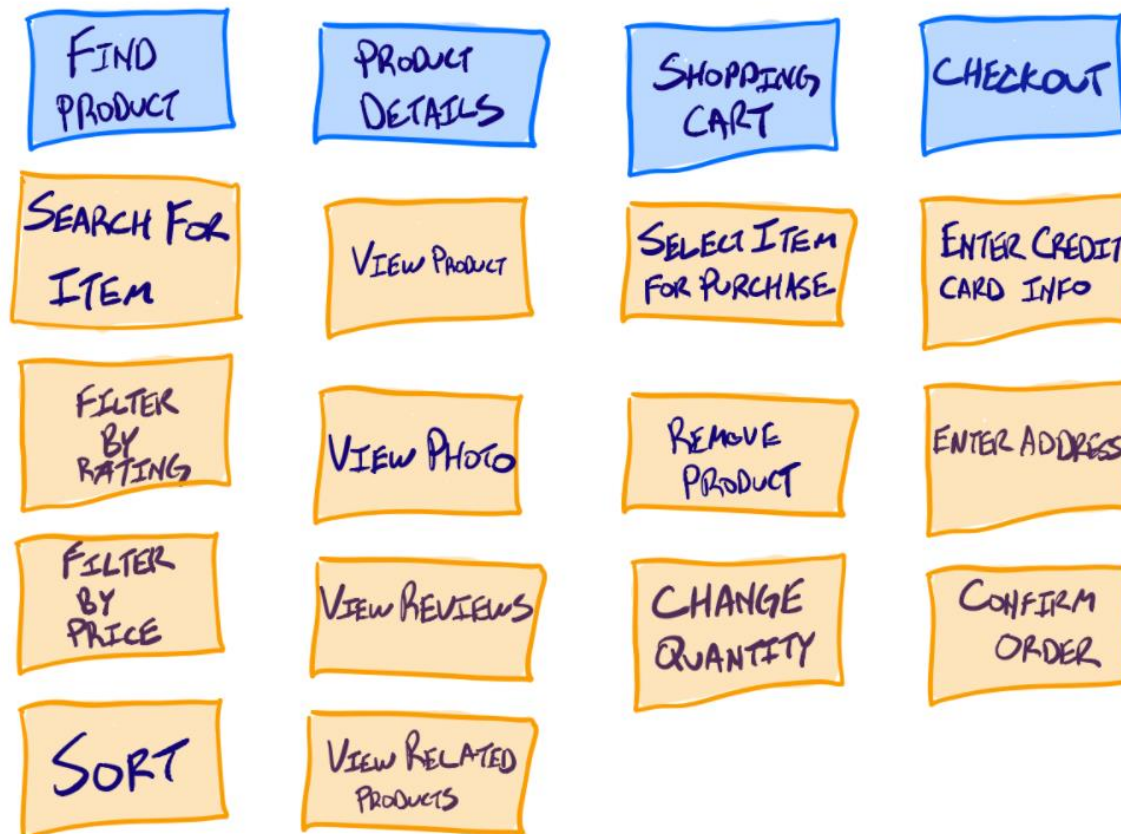 FIND
PRODUCT
PRODUCT
DETAILS
SHOPPING
CART
CHECKOUT
SEARCH FOR
ITEM
VIEW PRODUCT
SELECT ITEM
FOR PURCHASE
ENTER CREDIT
CARD INFO
FILTER
BY
RATING
VIEW PHOTO
REMOVE
PRODUCT
ENTER ADDRESS
FILTER
BY
PRICE
VIEW REVIEWS
CHANGE
QUANTITY
CONFIRM
ORDER
SORT
VIEW RELATED
PRODUCTS